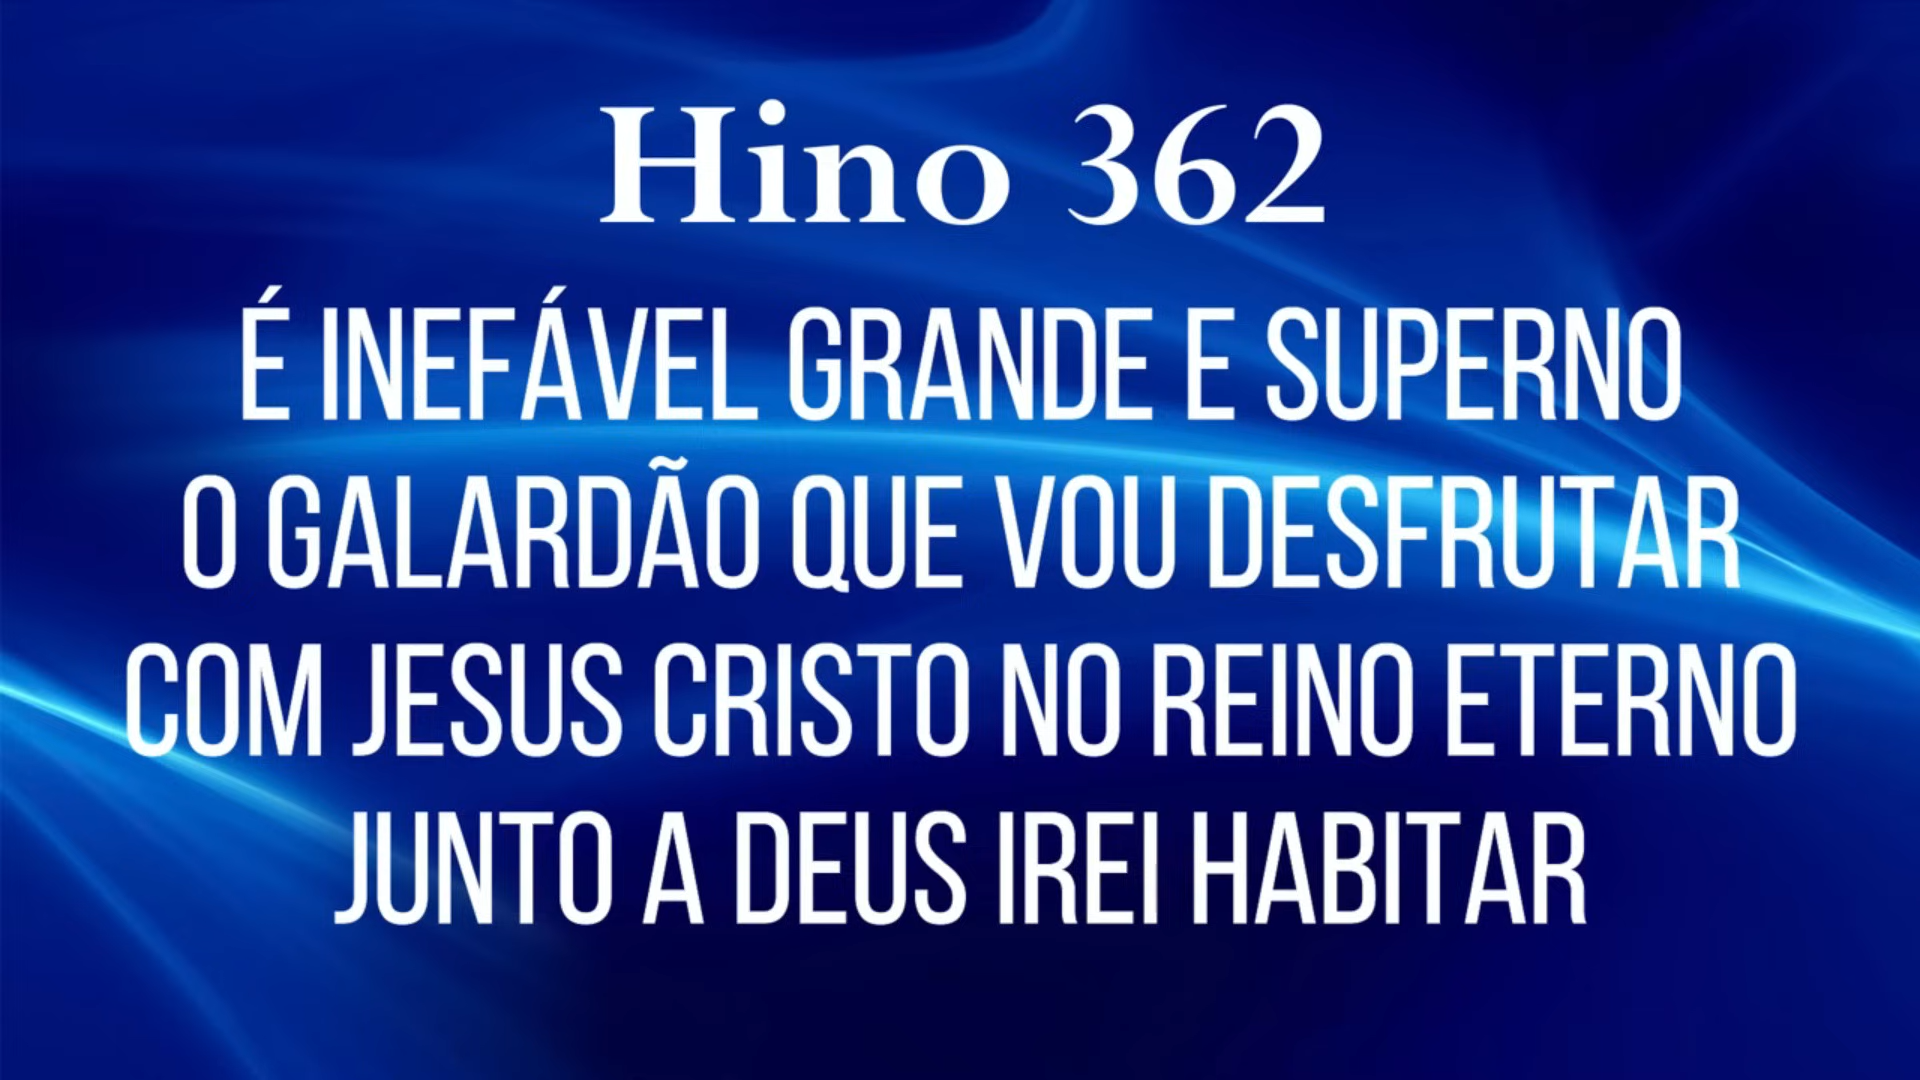 Hino 362
É INEFÁVEL GRANDE E SUPERNO
O GALARDÃO QUE VOU DESFRUTAR
COM JESUS CRISTO NO REINO ETERNO
JUNTO A DEUS IREI HABITAR